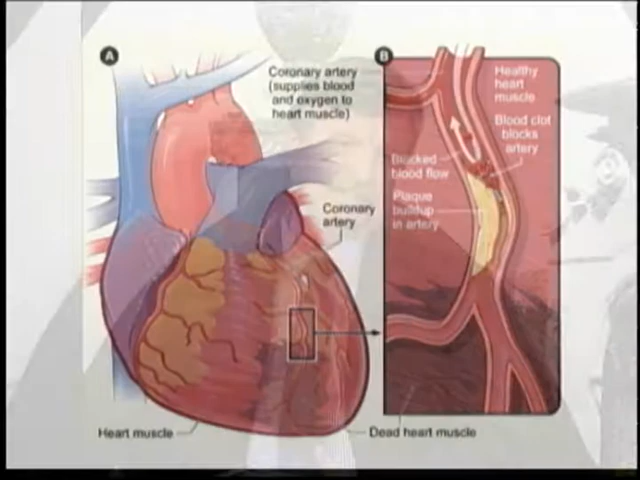 A
Coronary artery
(supplies blood
and oxygen to
heart muscle)
Coronary
artery
Heart muscle
Dead heart muscle
B
Healthy
heart
muscle
Blood clot
blocks
artery
Blocked
blood flow
Plaque
buildup
in artery